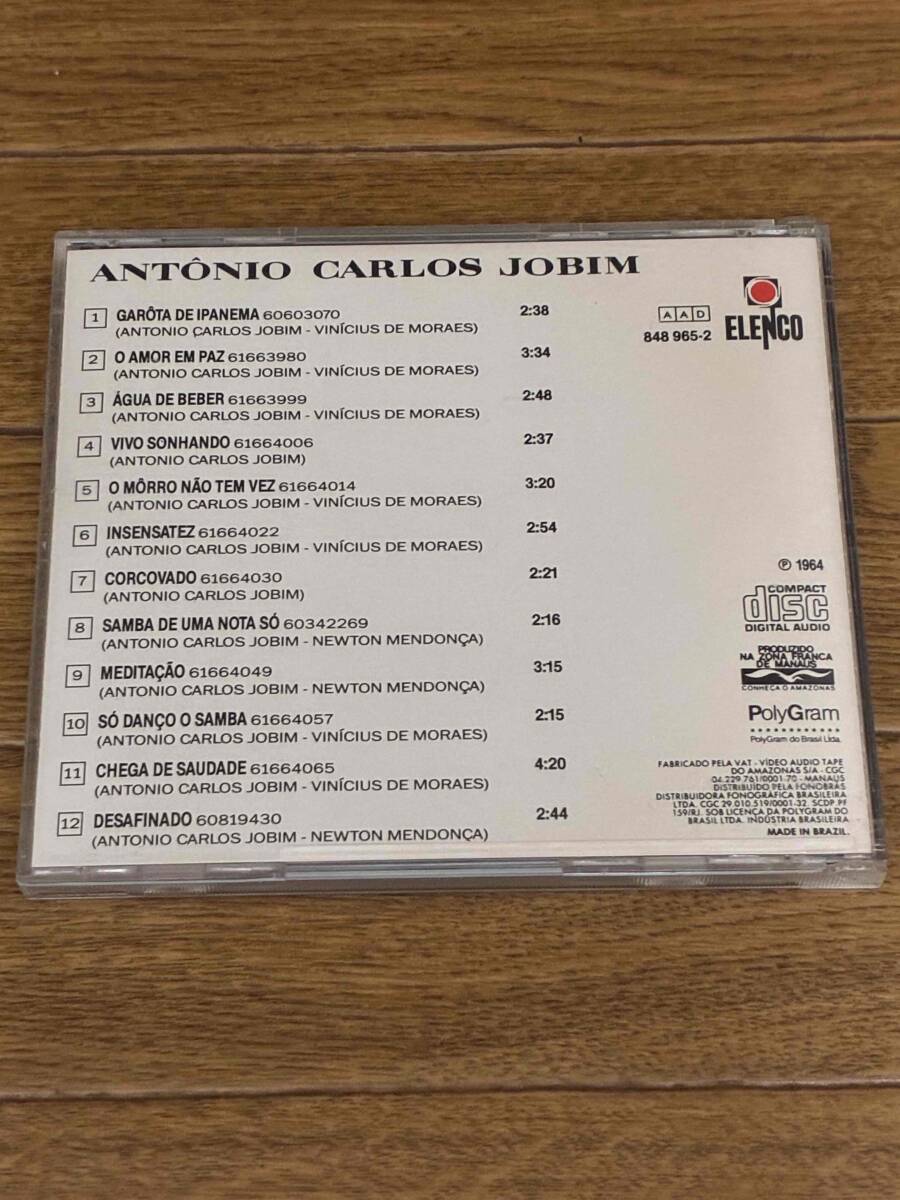 ANTÔNIO CARLOS JOBIM
1 GARÔTA DE IPANEMA 60603070 2:38
(ANTONIO CARLOS JOBIM - VINÍCIUS DE MORAES)
2 O AMOR EM PAZ 61663980 3:34
(ANTONIO CARLOS JOBIM - VINÍCIUS DE MORAES)
3 ÁGUA DE BEBER 61663999 2:48
(ANTONIO CARLOS JOBIM - VINÍCIUS DE MORAES)
4 VIVO SONHANDO 61664006 2:37
(ANTONIO CARLOS JOBIM)
5 O MÔRRO NÃO TEM VEZ 61664014 3:20
(ANTONIO CARLOS JOBIM - VINÍCIUS DE MORAES)
6 INSENSATEZ 61664022 2:54
(ANTONIO CARLOS JOBIM - VINÍCIUS DE MORAES)
7 CORCOVADO 61664030 2:21
(ANTONIO CARLOS JOBIM)
8 SAMBA DE UMA NOTA SÓ 60342269 2:16
(ANTONIO CARLOS JOBIM - NEWTON MENDONÇA)
9 MEDITAÇÃO 61664049 3:15
(ANTONIO CARLOS JOBIM - NEWTON MENDONÇA)
10 SÓ DANÇO O SAMBA 61664057 2:15
(ANTONIO CARLOS JOBIM - VINÍCIUS DE MORAES)
11 CHEGA DE SAUDADE 61664065 4:20
(ANTONIO CARLOS JOBIM - VINÍCIUS DE MORAES)
12 DESAFINADO 60819430 2:44
(ANTONIO CARLOS JOBIM - NEWTON MENDONÇA)
AAD
848 965-2
ELENCO
℗ 1964
COMPACT
disc
DIGITAL AUDIO
PRODUZIDO
NA ZONA FRANCA
DE MANAUS
CONHEÇA O AMAZONAS
PolyGram
PolyGram do Brasil Ltda.
FABRICADO PELA VAT - VÍDEO AUDIO TAPE
DO AMAZONAS S/A - CGC
04.229.761/0001-70 - MANAUS
DISTRIBUÍDO PELA FONOBRÁS
DISTRIBUIDORA FONOGRÁFICA BRASILEIRA
LTDA. CGC 29.010.519/0001-32. SCDP PF
159/RJ. SOB LICENÇA DA POLYGRAM DO
BRASIL LTDA. INDÚSTRIA BRASILEIRA
MADE IN BRAZIL.